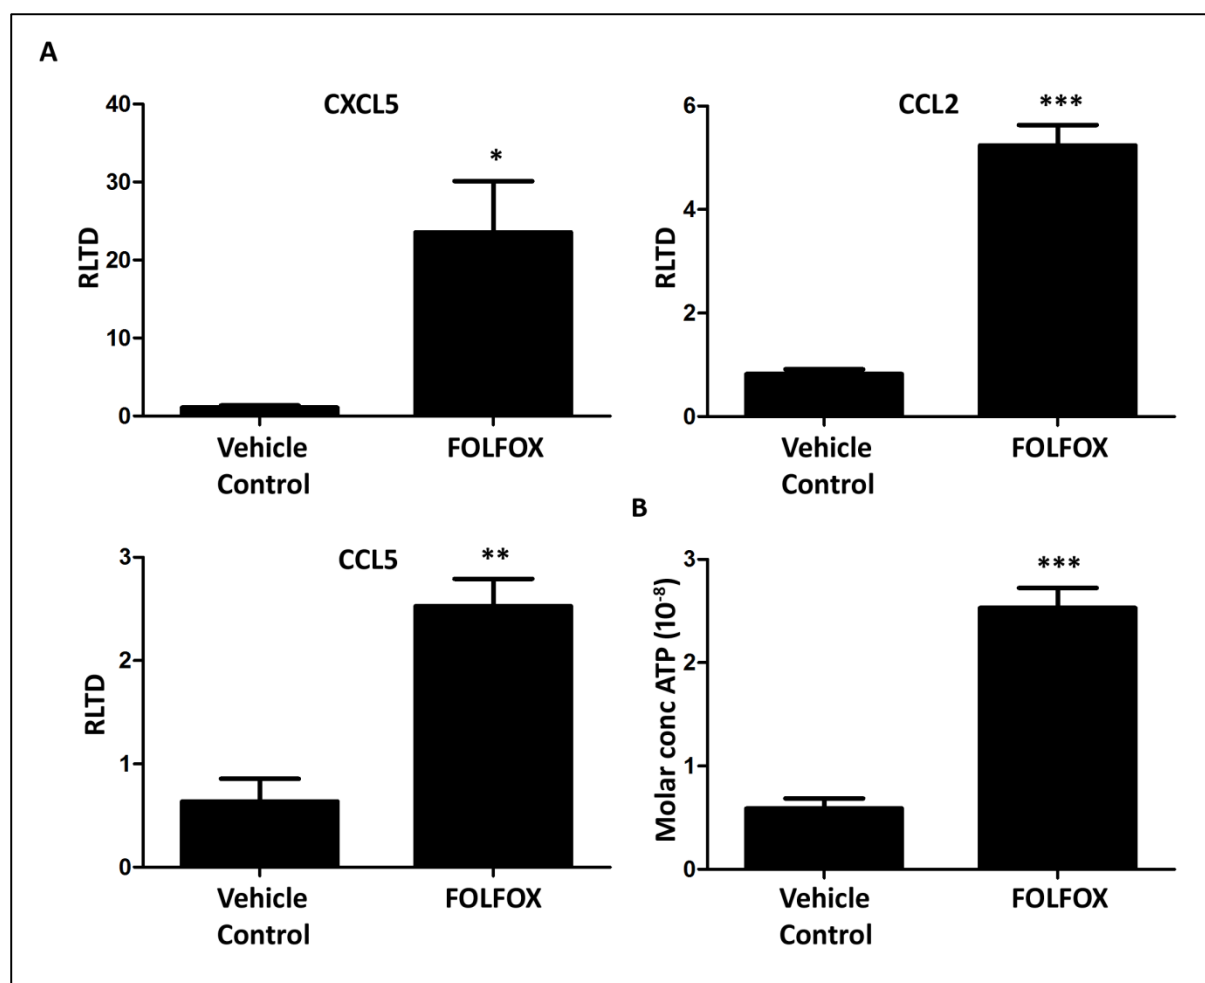 A
CXCL5
40
30
20
10
0
RLTD
*
Vehicle
Control
FOLFOX
CCL2
6
4
2
0
RLTD
***
Vehicle
Control
FOLFOX
CCL5
3
2
1
0
RLTD
**
Vehicle
Control
FOLFOX
B
3
2
1
0
Molar conc ATP (10⁻⁸)
***
Vehicle
Control
FOLFOX